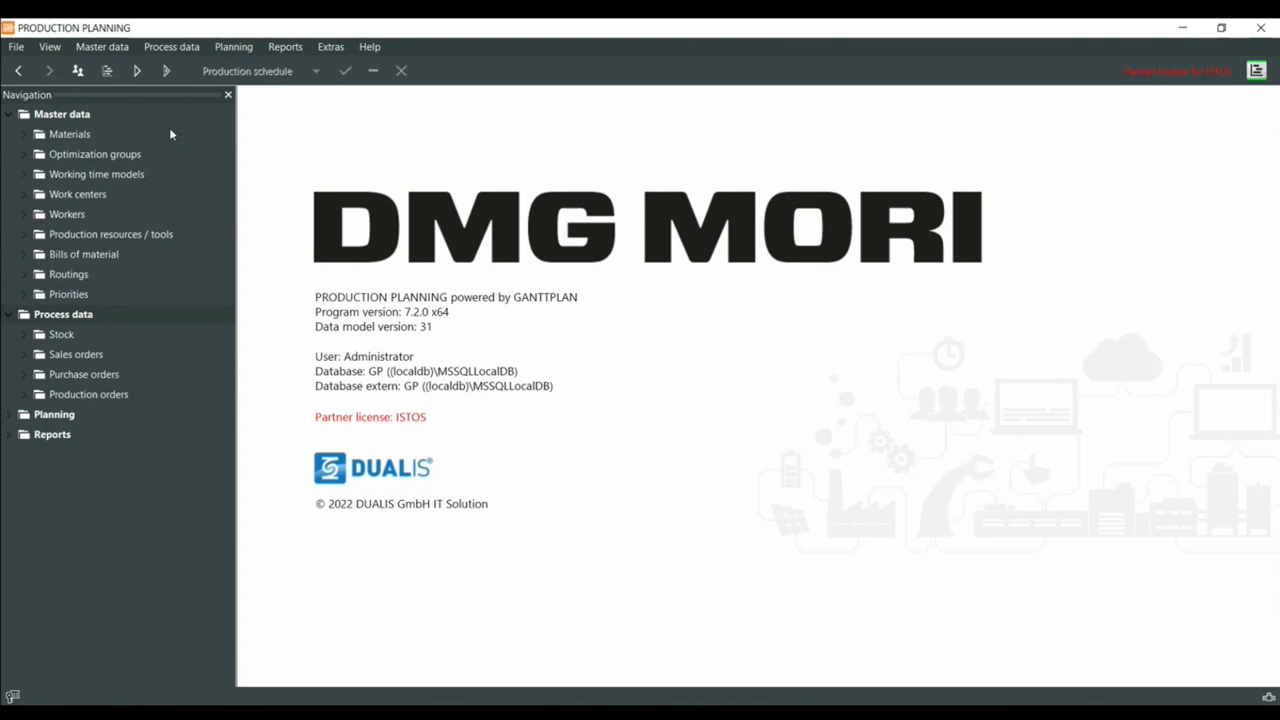 PRODUCTION PLANNING
File View Master data Process data Planning Reports Extras Help
Production schedule
Partner license for ISTOS
Navigation
Master data
Materials
Optimization groups
Working time models
Work centers
Workers
Production resources / tools
Bills of material
Routings
Priorities
Process data
Stock
Sales orders
Purchase orders
Production orders
Planning
Reports
DMG MORI
PRODUCTION PLANNING powered by GANTTPLAN
Program version: 7.2.0 x64
Data model version: 31
User: Administrator
Database: GP ((localdb)\MSSQLLocalDB)
Database extern: GP ((localdb)\MSSQLLocalDB)
Partner license: ISTOS
DUALIS
© 2022 DUALIS GmbH IT Solution